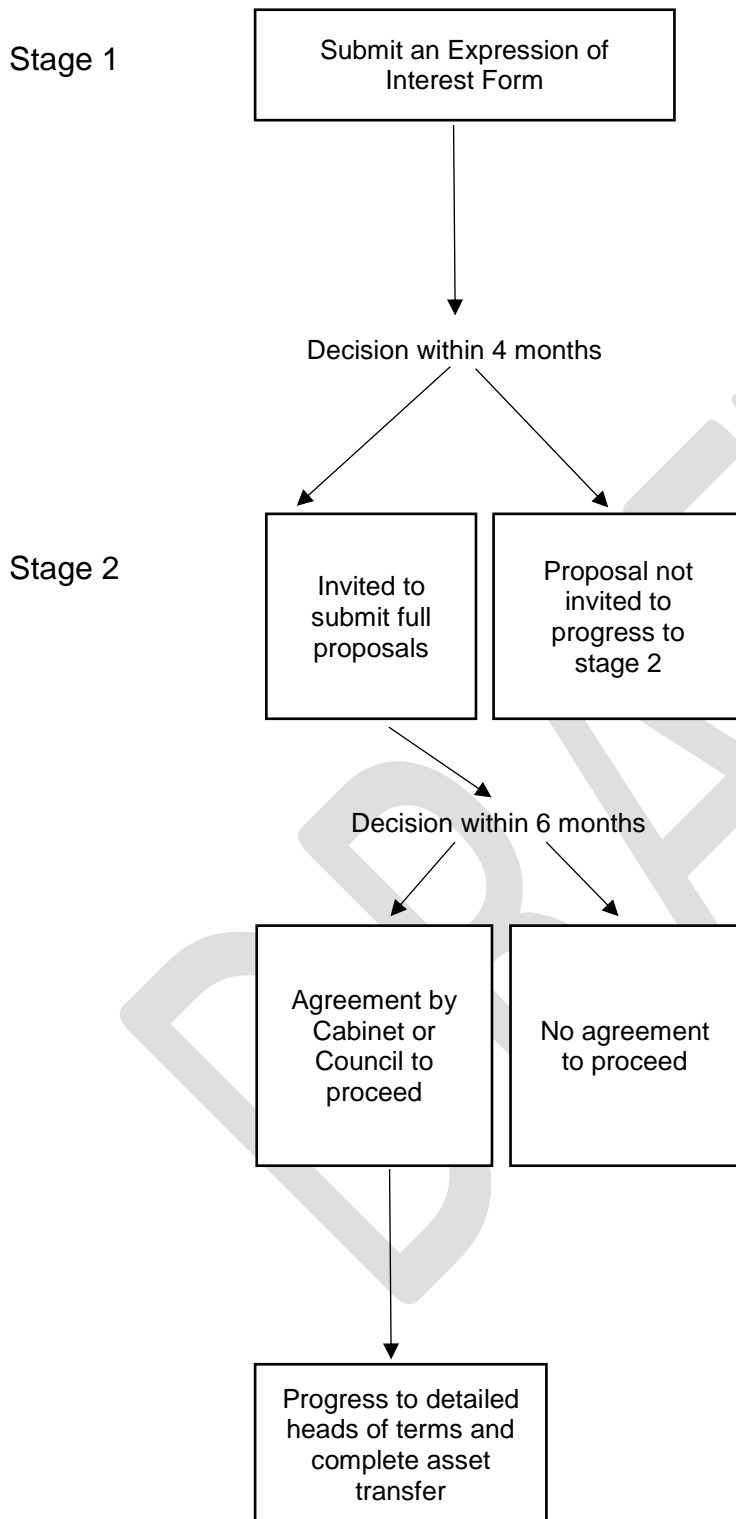 Stage 1
Submit an Expression of
Interest Form
Decision within 4 months
Stage 2
Invited to
submit full
proposals
Proposal not
invited to
progress to
stage 2
Decision within 6 months
Agreement by
Cabinet or
Council to
proceed
No agreement
to proceed
Progress to detailed
heads of terms and
complete asset
transfer